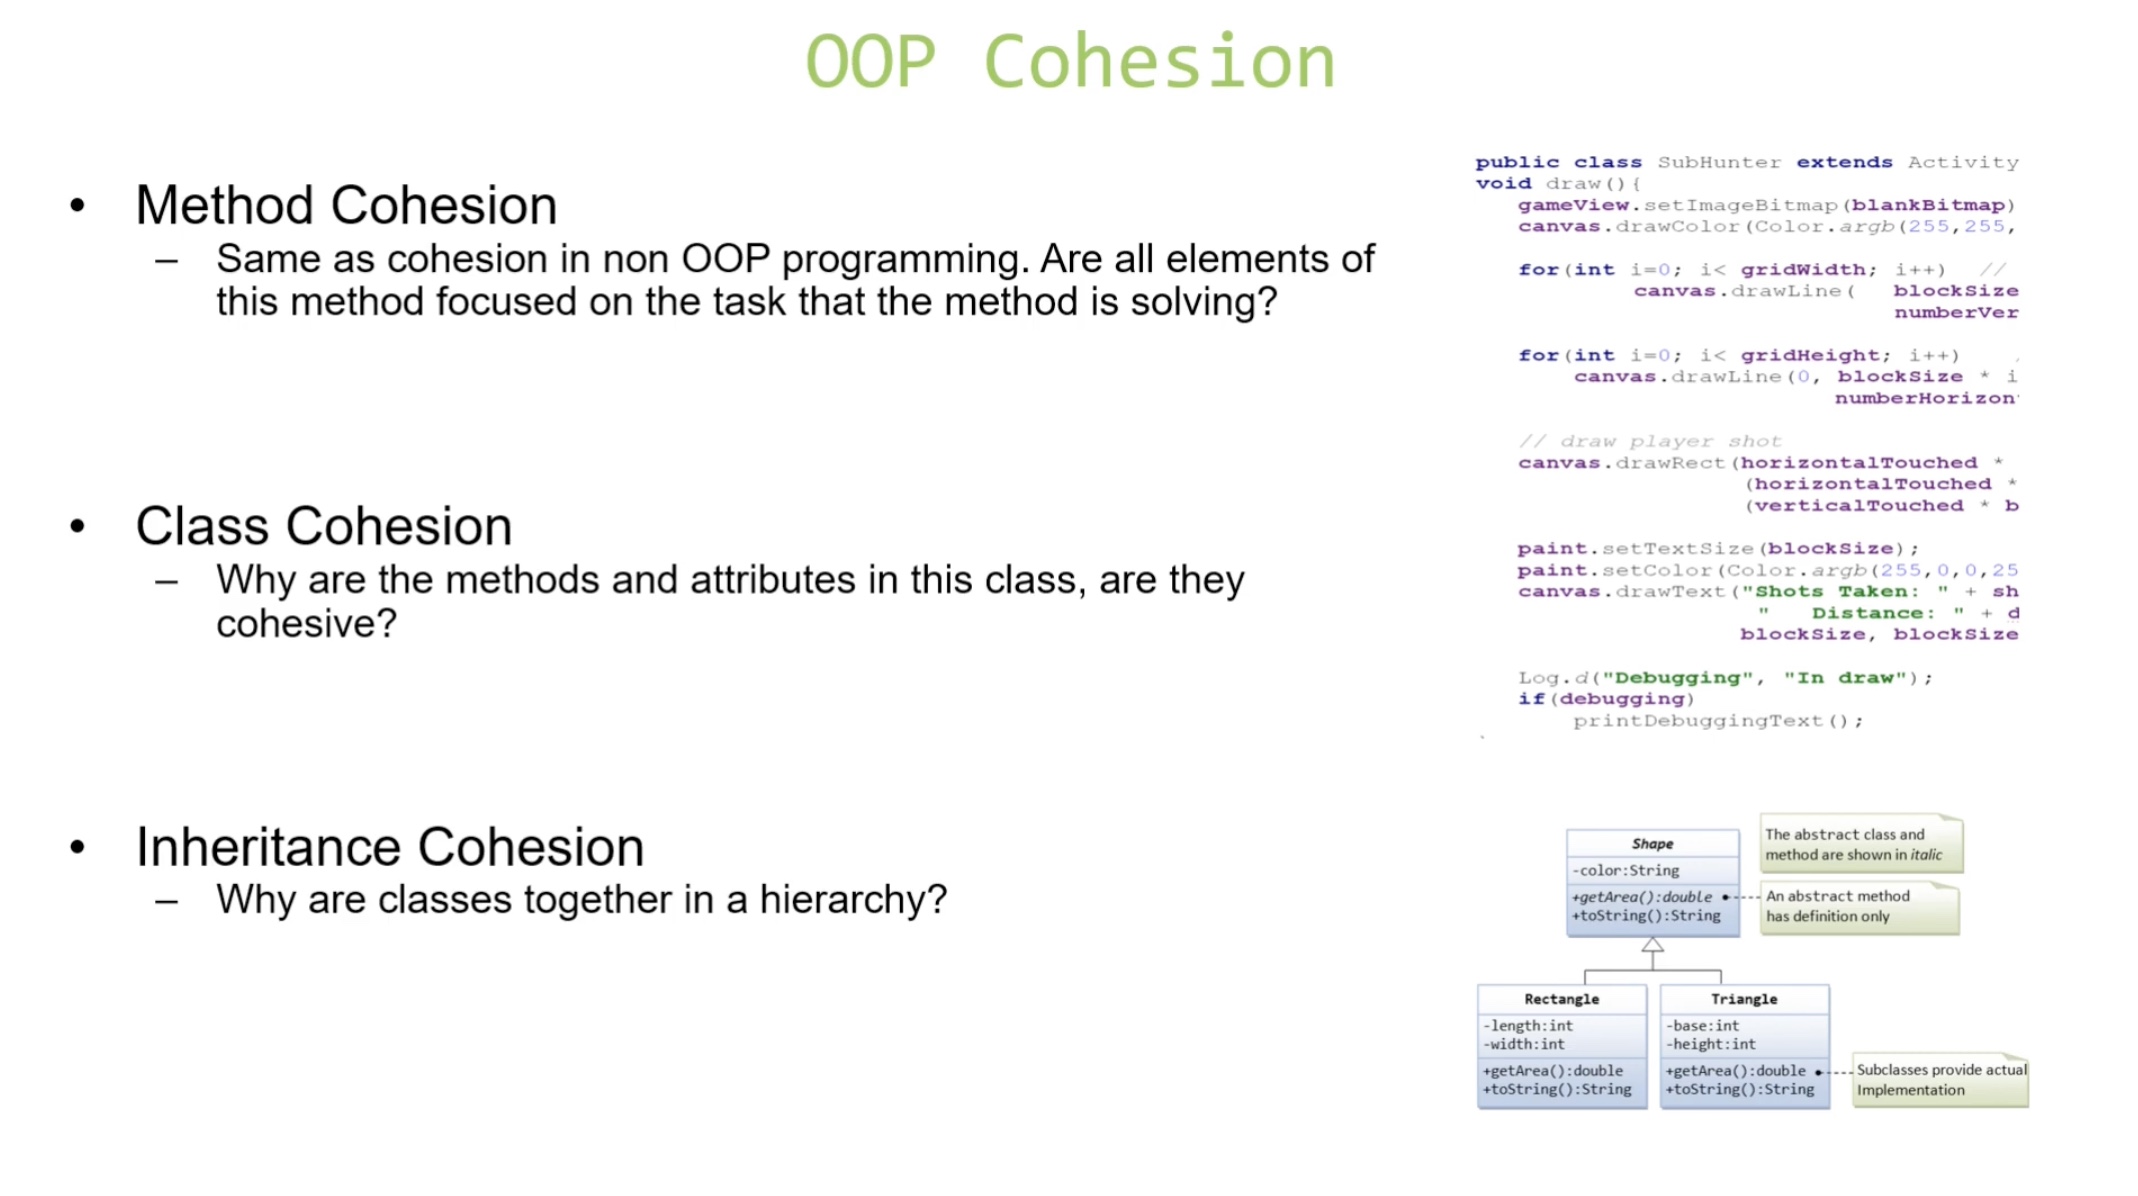 OOP Cohesion
• Method Cohesion
– Same as cohesion in non OOP programming. Are all elements of
this method focused on the task that the method is solving?
• Class Cohesion
– Why are the methods and attributes in this class, are they
cohesive?
• Inheritance Cohesion
– Why are classes together in a hierarchy?
public class SubHunter extends Activity
void draw(){
gameView.setImageBitmap(blankBitmap)
canvas.drawColor(Color.argb(255,255,
for(int i=0; i< gridWidth; i++) //
canvas.drawLine( blockSize
numberVer
for(int i=0; i< gridHeight; i++)
canvas.drawLine(0, blockSize * i
numberHorizon
// draw player shot
canvas.drawRect(horizontalTouched *
(horizontalTouched *
(verticalTouched * b
paint.setTextSize(blockSize);
paint.setColor(Color.argb(255,0,0,25
canvas.drawText("Shots Taken: " + sh
" Distance: " + d
blockSize, blockSize
Log.d("Debugging", "In draw");
if(debugging)
printDebuggingText();
Shape
-color:String
+getArea():double
+toString():String
The abstract class and
method are shown in italic
An abstract method
has definition only
Rectangle
-length:int
-width:int
+getArea():double
+toString():String
Triangle
-base:int
-height:int
+getArea():double
+toString():String
Subclasses provide actual
Implementation